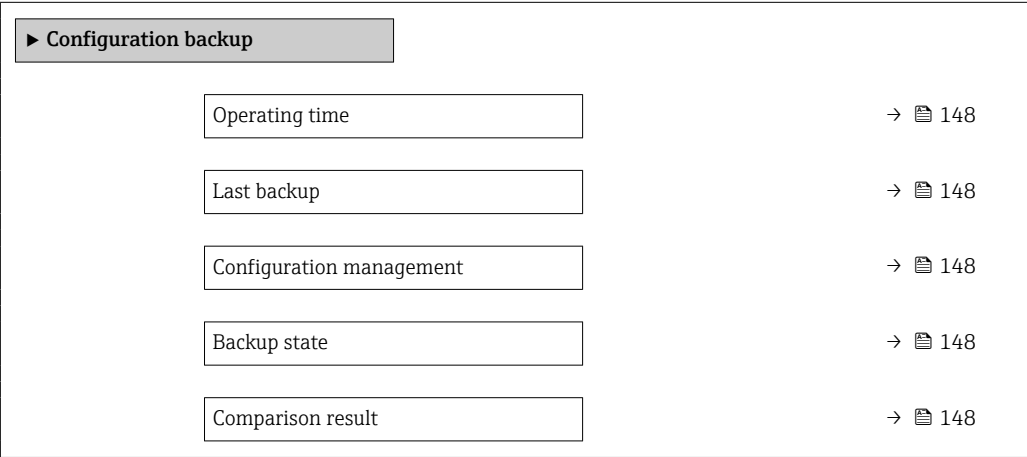 ► Configuration backup
Operating time → 148
Last backup → 148
Configuration management → 148
Backup state → 148
Comparison result → 148